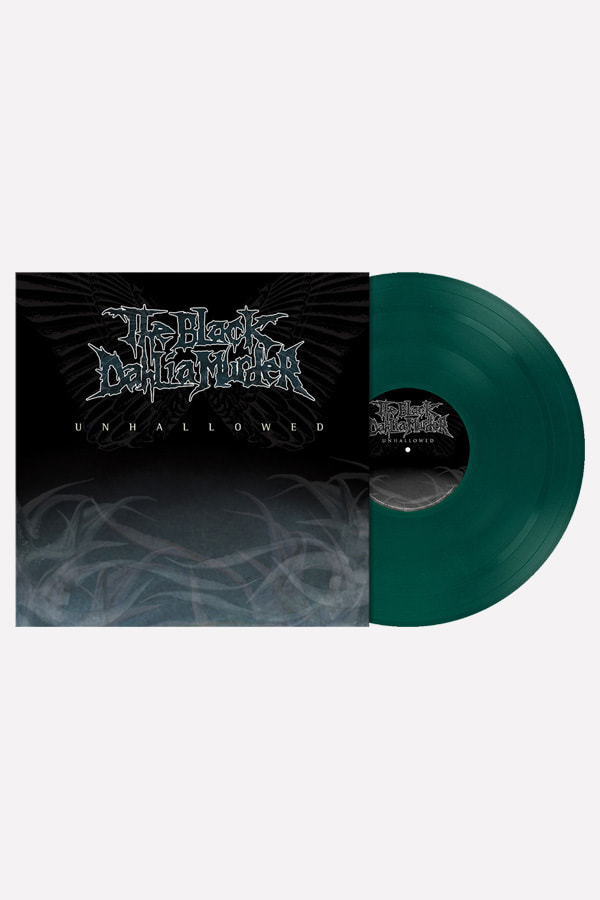 The Black
Dahlia Murder
UNHALLOWED
The Black
Dahlia Murder
UNHALLOWED